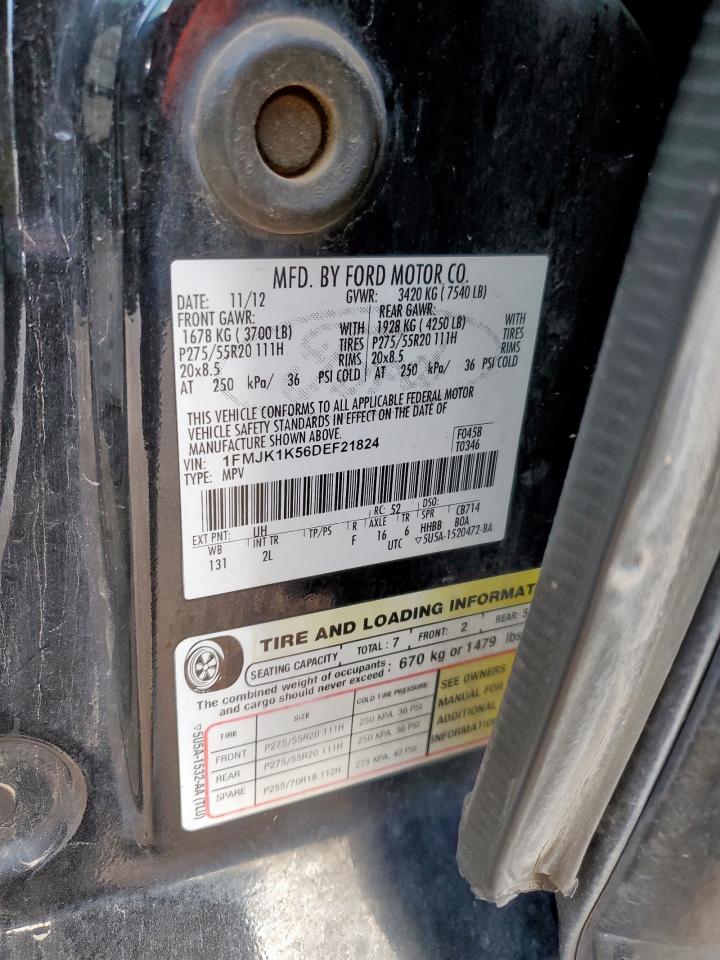 MFD. BY FORD MOTOR CO.
DATE: 11/12 GVWR: 3420 KG ( 7540 LB)
FRONT GAWR: REAR GAWR:
1678 KG ( 3700 LB) WITH 1928 KG ( 4250 LB) WITH
P275/55R20 111H TIRES P275/55R20 111H TIRES
20x8.5 RIMS 20x8.5 RIMS
AT 250 kPa/ 36 PSI COLD AT 250 kPa/ 36 PSI COLD
THIS VEHICLE CONFORMS TO ALL APPLICABLE FEDERAL MOTOR
VEHICLE SAFETY STANDARDS IN EFFECT ON THE DATE OF
MANUFACTURE SHOWN ABOVE.
VIN: 1FMJK1K56DEF21824 F0458
TYPE: MPV T0346
EXT PNT: UH RC: 52 DSO:
WB INT TR TP/PS R AXLE TR SPR CB714
131 2L F 16 6 HHBB BOA
UTC ▽5U5A-1520472-BA
TIRE AND LOADING INFORMAT
SEATING CAPACITY TOTAL : 7 FRONT: 2 REAR: 5
The combined weight of occupants and cargo should never exceed : 670 kg or 1479 lbs
TIRE SIZE COLD TIRE PRESSURE
FRONT P275/55R20 111H 250 KPA, 36 PSI
REAR P275/55R20 111H 250 KPA, 36 PSI
SPARE P255/70R18 112H 275 KPA, 40 PSI
SEE OWNERS
MANUAL FOR
ADDITIONAL
INFORMATION
▽5U5A-1532-AA (TLU)